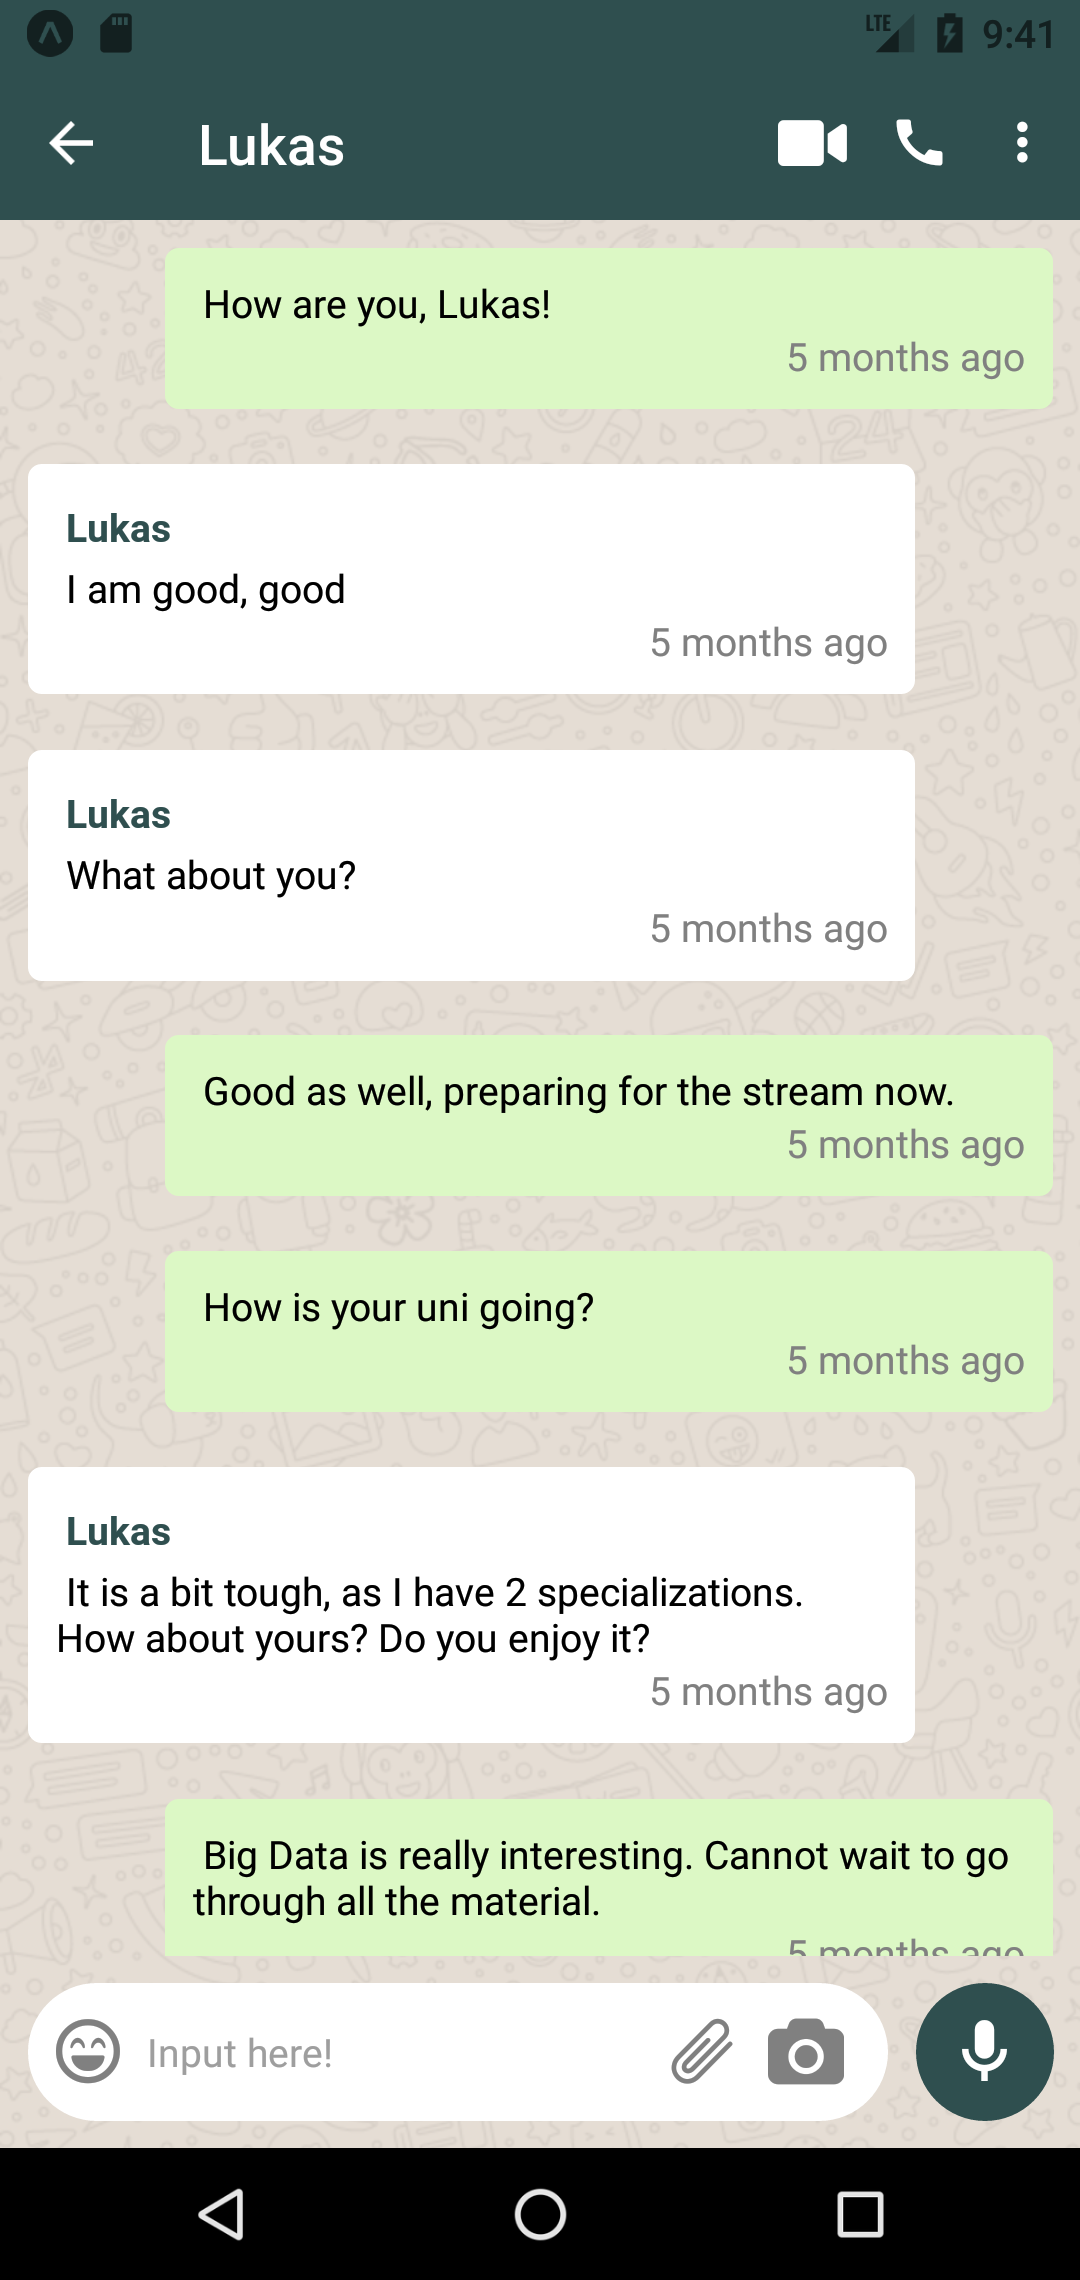 LTE 9:41
Lukas
How are you, Lukas!
5 months ago
Lukas
I am good, good
5 months ago
Lukas
What about you?
5 months ago
Good as well, preparing for the stream now.
5 months ago
How is your uni going?
5 months ago
Lukas
It is a bit tough, as I have 2 specializations.
How about yours? Do you enjoy it?
5 months ago
Big Data is really interesting. Cannot wait to go
through all the material.
5 months ago
Input here!